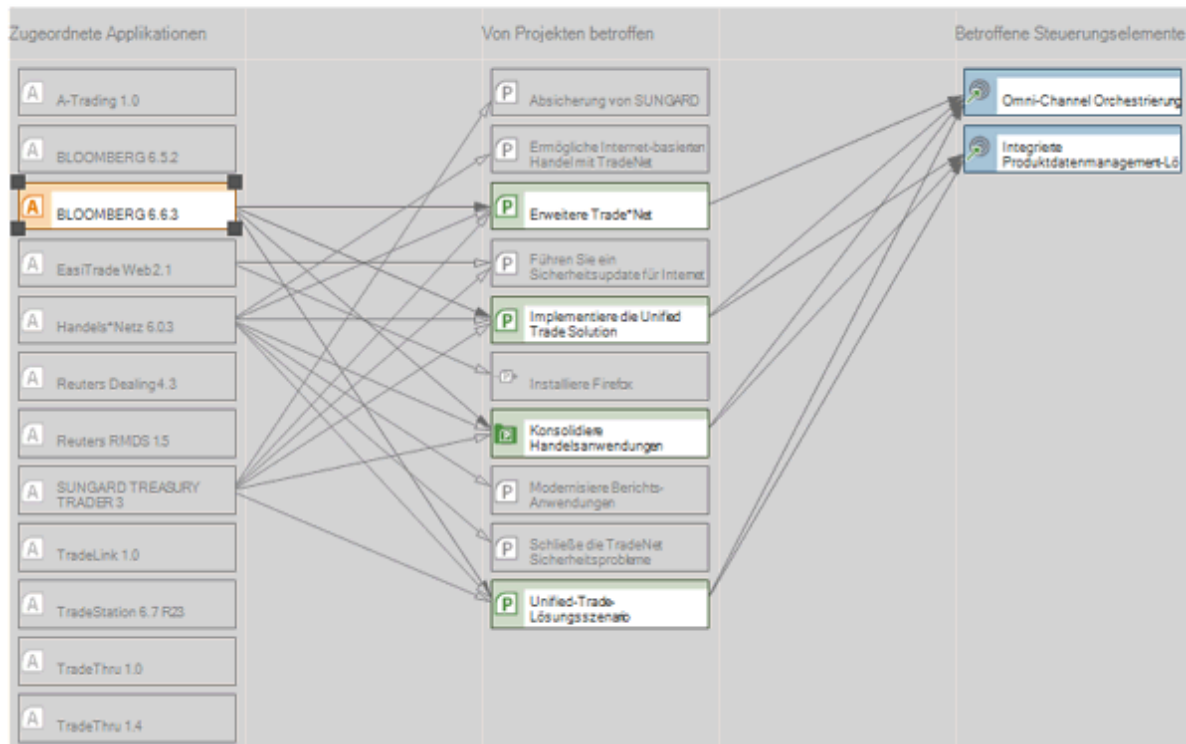 Zugeordnete Applikationen
Von Projekten betroffen
Betroffene Steuerungselemente
A A-Trading 1.0
A BLOOMBERG 6.5.2
A BLOOMBERG 6.6.3
A EasiTrade Web 2.1
A Handels*Netz 6.0.3
A Reuters Dealing 4.3
A Reuters RMDS 1.5
A SUNGARD TREASURY
TRADER 3
A TradeLink 1.0
A TradeStation 6.7 R23
A TradeThru 1.0
A TradeThru 1.4
P Absicherung von SUNGARD
P Ermögliche Internet-basierten
Handel mit TradeNet
P Erweitere Trade*Net
P Führen Sie ein
Sicherheitsupdate für Internet
P Implementiere die Unified
Trade Solution
P Installiere Firefox
P Konsolidiere
Handelsanwendungen
P Modernisiere Berichts-
Anwendungen
P Schließe die TradeNet
Sicherheitsprobleme
P Unified-Trade-
Lösungsszenario
Omni-Channel Orchestrierung
Integrierte
Produktdatenmanagement-Lö